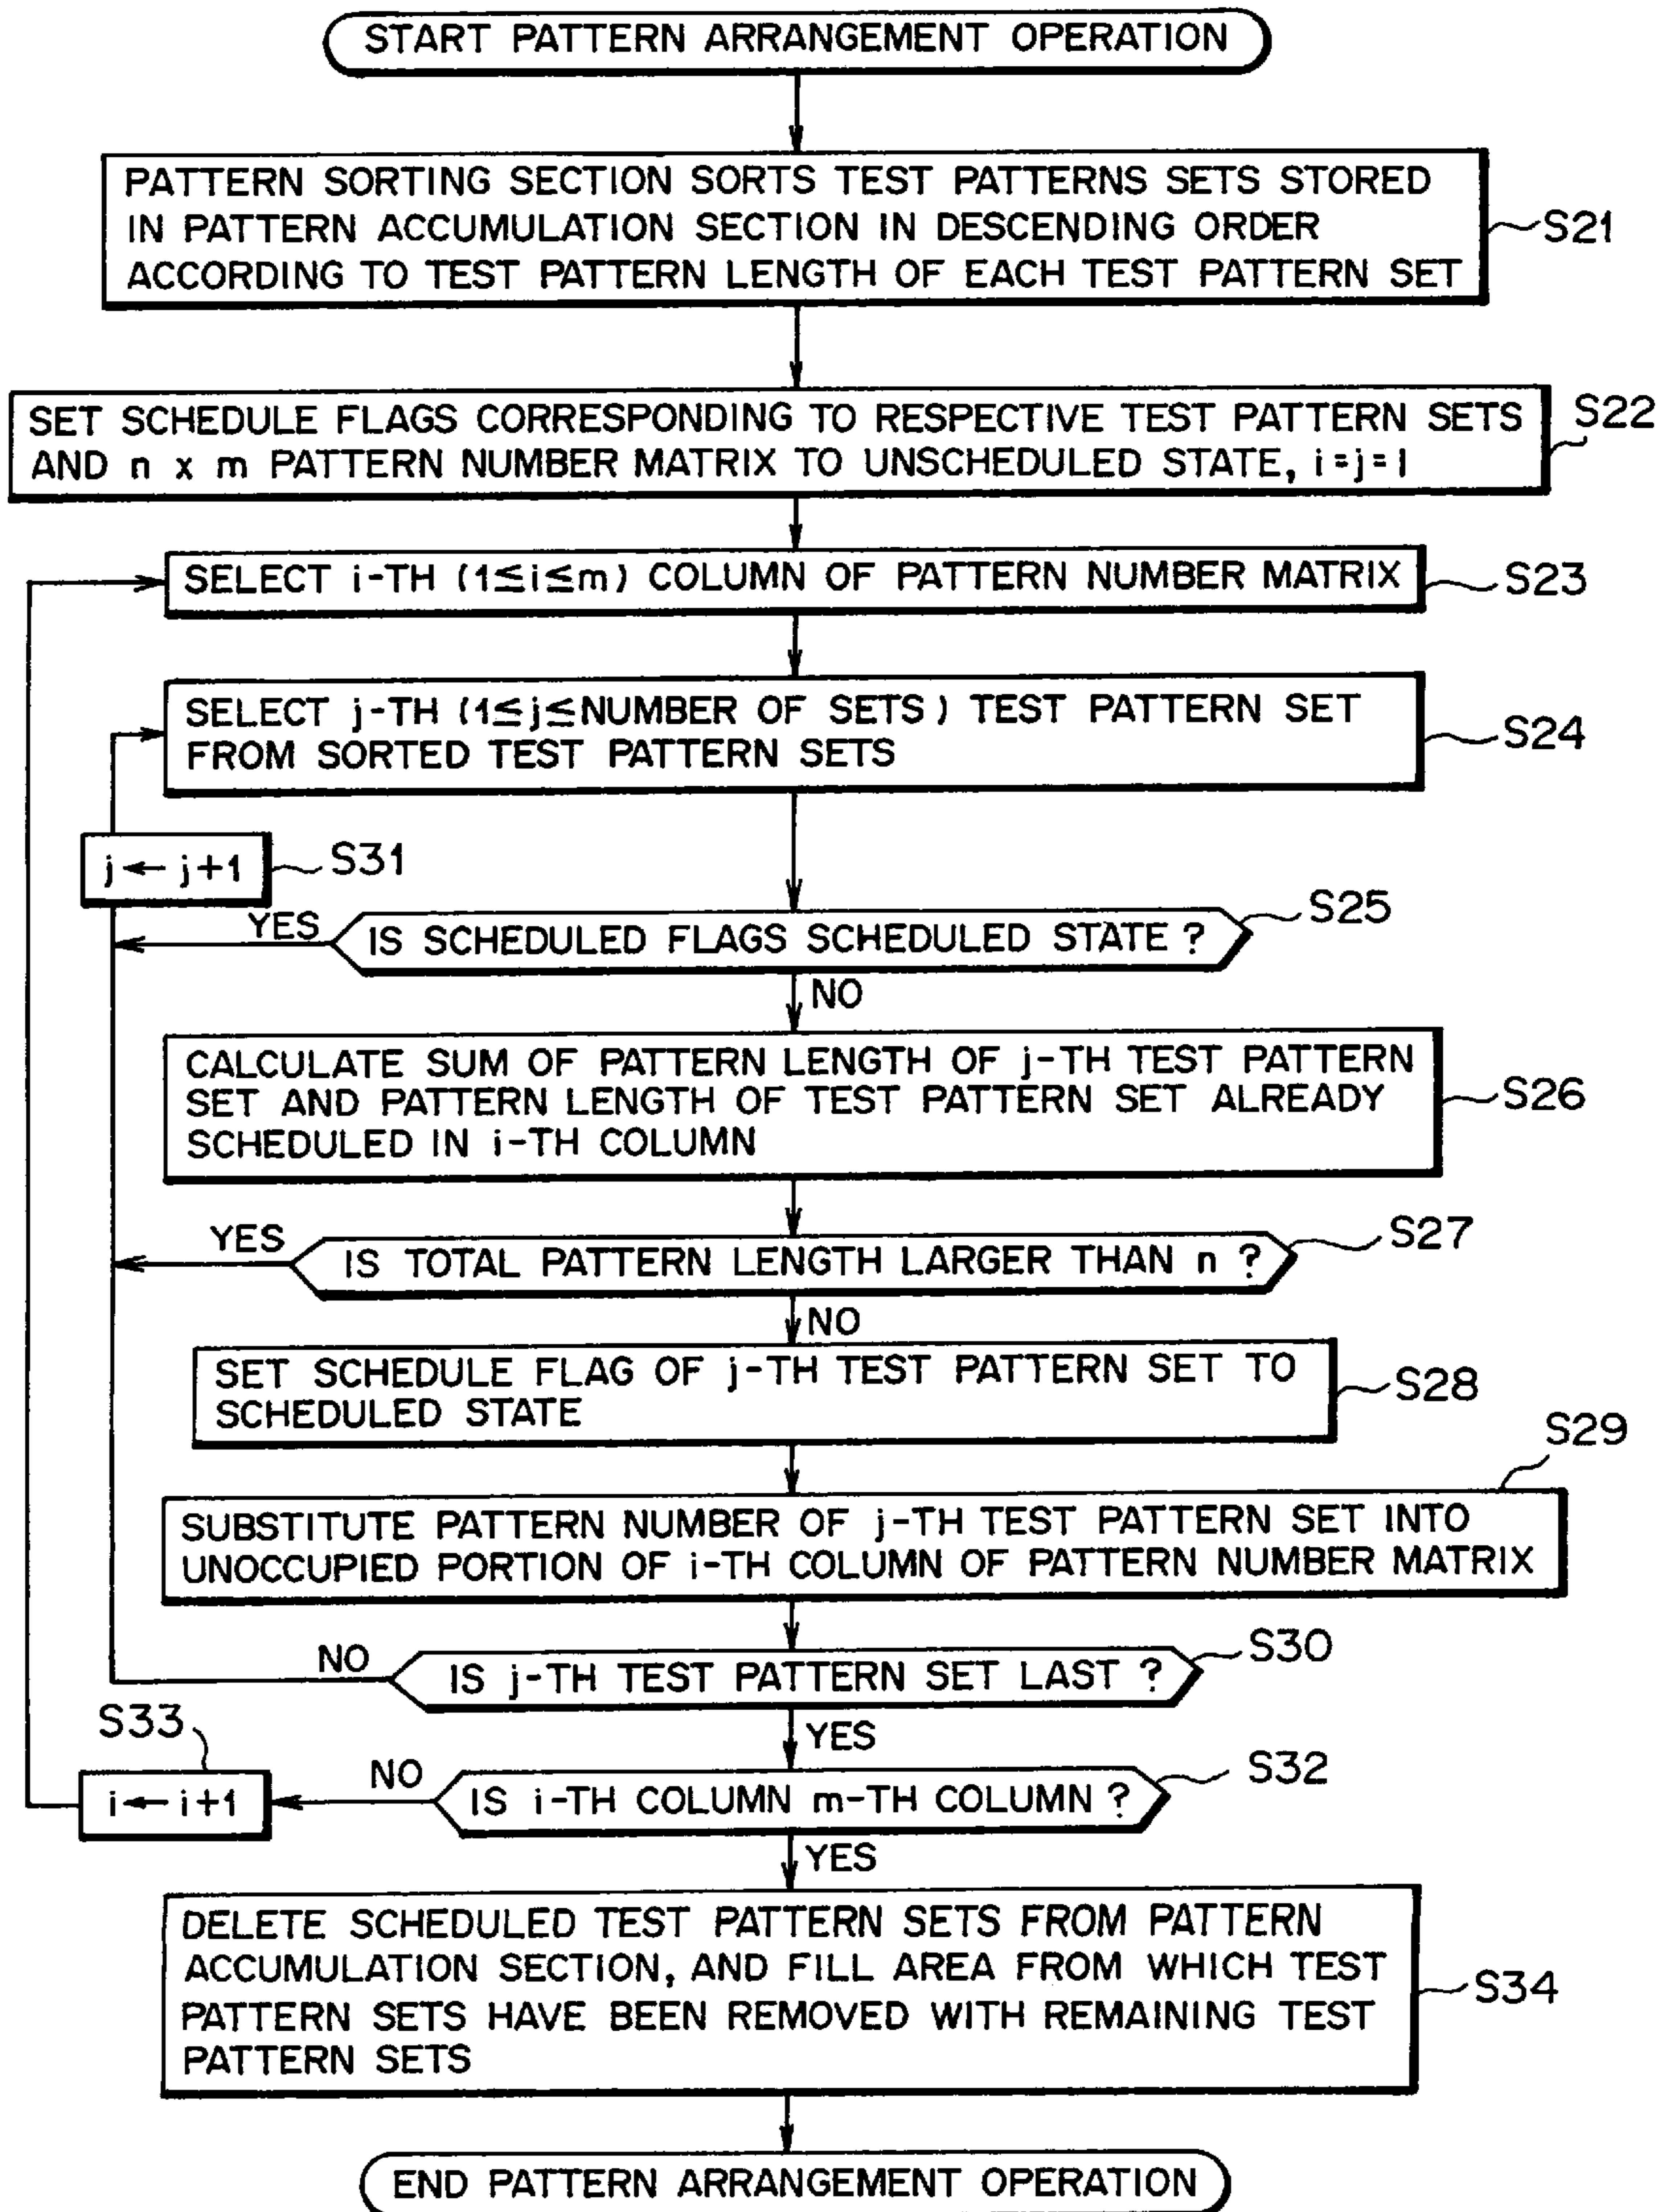 START PATTERN ARRANGEMENT OPERATION
PATTERN SORTING SECTION SORTS TEST PATTERNS SETS STORED
IN PATTERN ACCUMULATION SECTION IN DESCENDING ORDER
ACCORDING TO TEST PATTERN LENGTH OF EACH TEST PATTERN SET
S21
SET SCHEDULE FLAGS CORRESPONDING TO RESPECTIVE TEST PATTERN SETS
AND n x m PATTERN NUMBER MATRIX TO UNSCHEDULED STATE, i=j=1
S22
SELECT i-TH (1≤i≤m) COLUMN OF PATTERN NUMBER MATRIX
S23
SELECT j-TH (1≤j≤NUMBER OF SETS) TEST PATTERN SET
FROM SORTED TEST PATTERN SETS
S24
j ← j+1
S31
IS SCHEDULED FLAGS SCHEDULED STATE ?
S25
YES
NO
CALCULATE SUM OF PATTERN LENGTH OF j-TH TEST PATTERN
SET AND PATTERN LENGTH OF TEST PATTERN SET ALREADY
SCHEDULED IN i-TH COLUMN
S26
YES
IS TOTAL PATTERN LENGTH LARGER THAN n ?
S27
NO
SET SCHEDULE FLAG OF j-TH TEST PATTERN SET TO
SCHEDULED STATE
S28
S29
SUBSTITUTE PATTERN NUMBER OF j-TH TEST PATTERN SET INTO
UNOCCUPIED PORTION OF i-TH COLUMN OF PATTERN NUMBER MATRIX
NO
IS j-TH TEST PATTERN SET LAST ?
S30
YES
S33
i ← i+1
NO
IS i-TH COLUMN m-TH COLUMN ?
S32
YES
DELETE SCHEDULED TEST PATTERN SETS FROM PATTERN
ACCUMULATION SECTION, AND FILL AREA FROM WHICH TEST
PATTERN SETS HAVE BEEN REMOVED WITH REMAINING TEST
PATTERN SETS
S34
END PATTERN ARRANGEMENT OPERATION